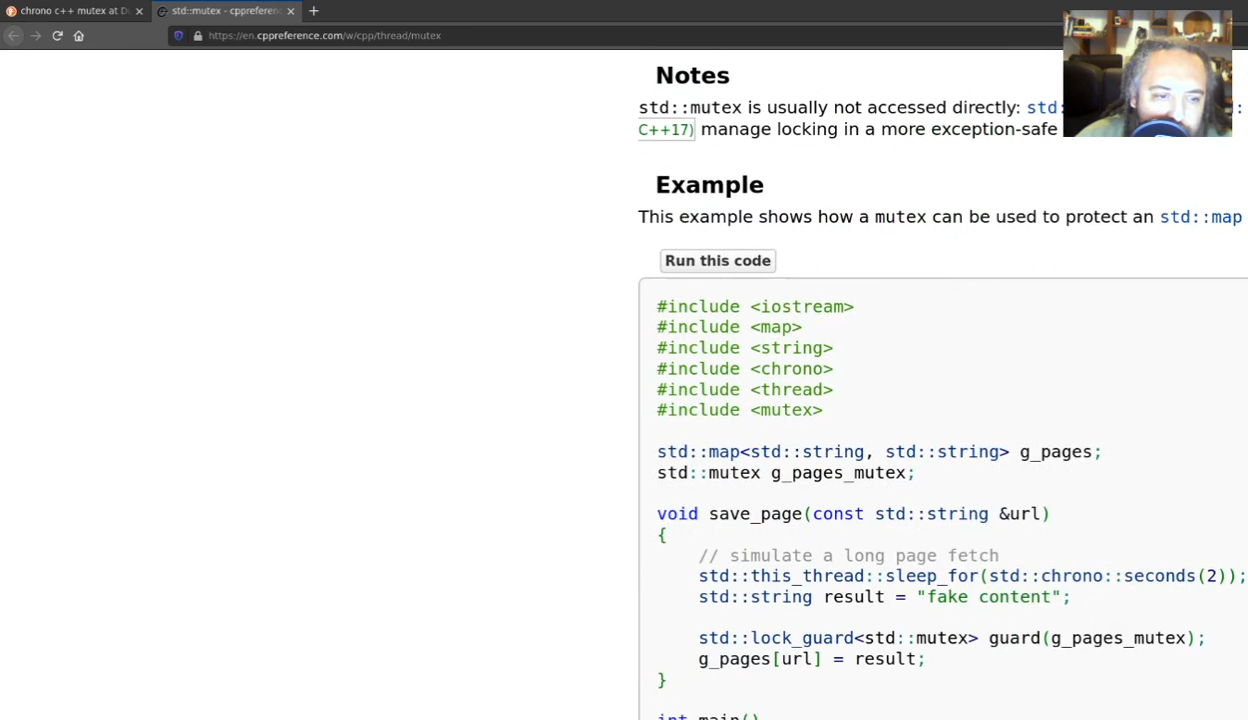 chrono c++ mutex at D
std::mutex - cppreferen
https://en.cppreference.com/w/cpp/thread/mutex
Notes
std::mutex is usually not accessed directly: std:
C++17) manage locking in a more exception-safe
Example
This example shows how a mutex can be used to protect an std::map
Run this code
#include <iostream>
#include <map>
#include <string>
#include <chrono>
#include <thread>
#include <mutex>
std::map<std::string, std::string> g_pages;
std::mutex g_pages_mutex;
void save_page(const std::string &url)
{
// simulate a long page fetch
std::this_thread::sleep_for(std::chrono::seconds(2));
std::string result = "fake content";
std::lock_guard<std::mutex> guard(g_pages_mutex);
g_pages[url] = result;
}
int main()